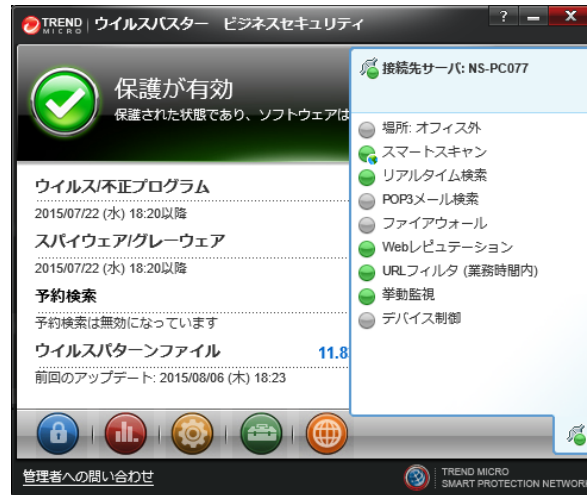 TREND MICRO ウイルスバスター ビジネスセキュリティ
? X
保護が有効
保護された状態であり、ソフトウェアは
ウイルス/不正プログラム
2015/07/22 (水) 18:20以降
スパイウェア/グレーウェア
2015/07/22 (水) 18:20以降
予約検索
予約検索は無効になっています
ウイルスパターンファイル 11.8
前回のアップデート: 2015/08/06 (木) 18:23
接続先サーバ: NS-PC077
場所: オフィス外
スマートスキャン
リアルタイム検索
POP3メール検索
ファイアウォール
Webレピュテーション
URLフィルタ (業務時間内)
挙動監視
デバイス制御
管理者への問い合わせ
TREND MICRO
SMART PROTECTION NETWORK